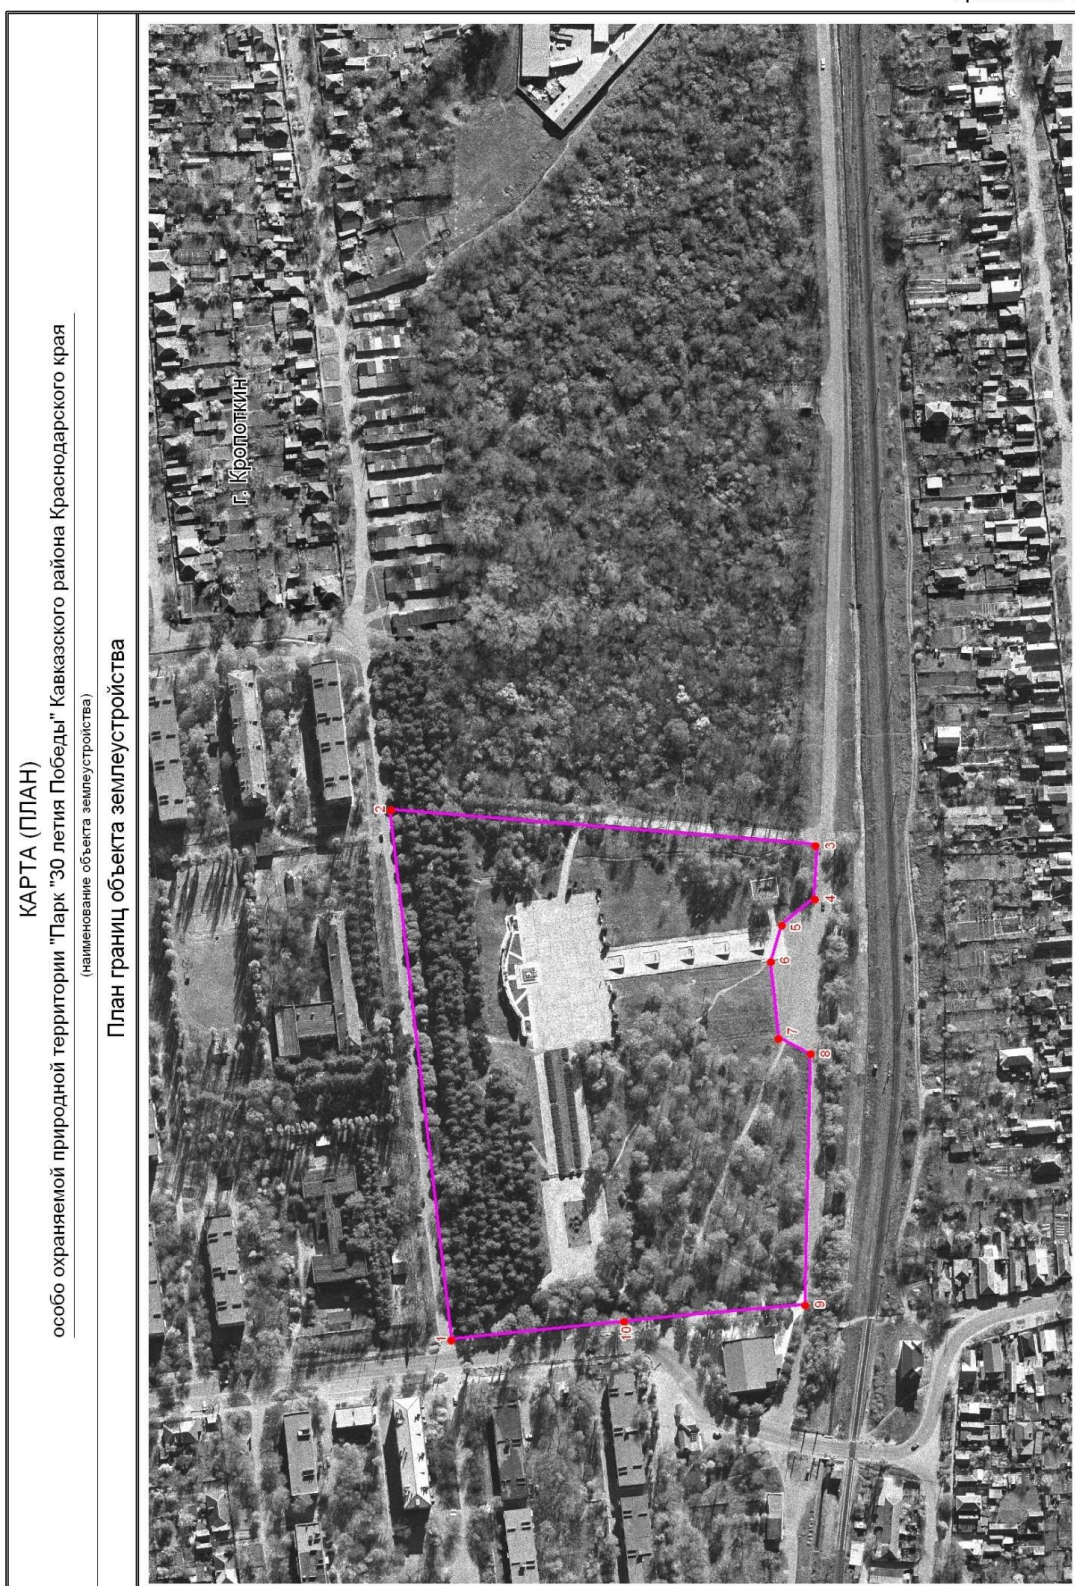 КАРТА (ПЛАН)
особо охраняемой природной территории "Парк "30 летия Победы" Кавказского района Краснодарского края
(наименование объекта землеустройства)
План границ объекта землеустройства
г. Кропоткин
1
2
3
4
5
6
7
8
9
10